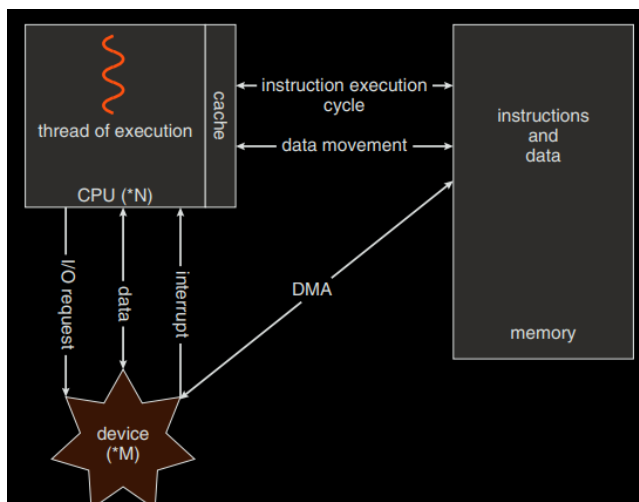 thread of execution
cache
CPU (*N)
instruction execution
cycle
data movement
instructions
and
data
memory
I/O request
data
interrupt
DMA
device
(*M)